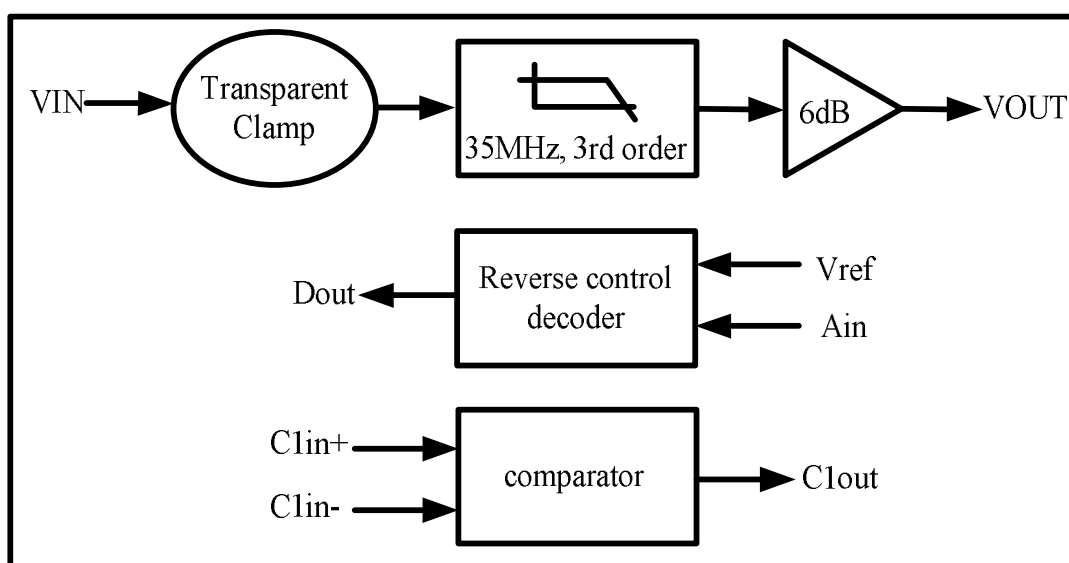 VIN
Transparent
Clamp
35MHz, 3rd order
6dB
VOUT
Dout
Reverse control
decoder
Vref
Ain
C1in+
C1in-
comparator
C1out